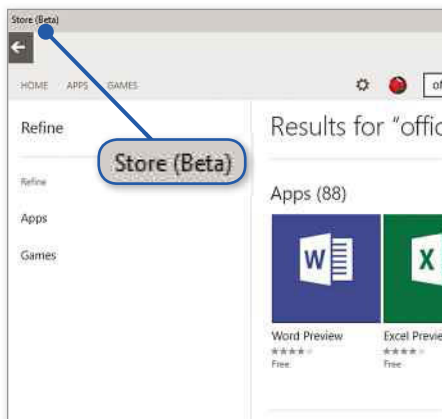 Store (Beta)
HOME APPS GAMES
of
Refine
Results for "offic
Store (Beta)
Refine
Apps (88)
Apps
Games
W
X
Word Preview
Excel Previe
Free
Free